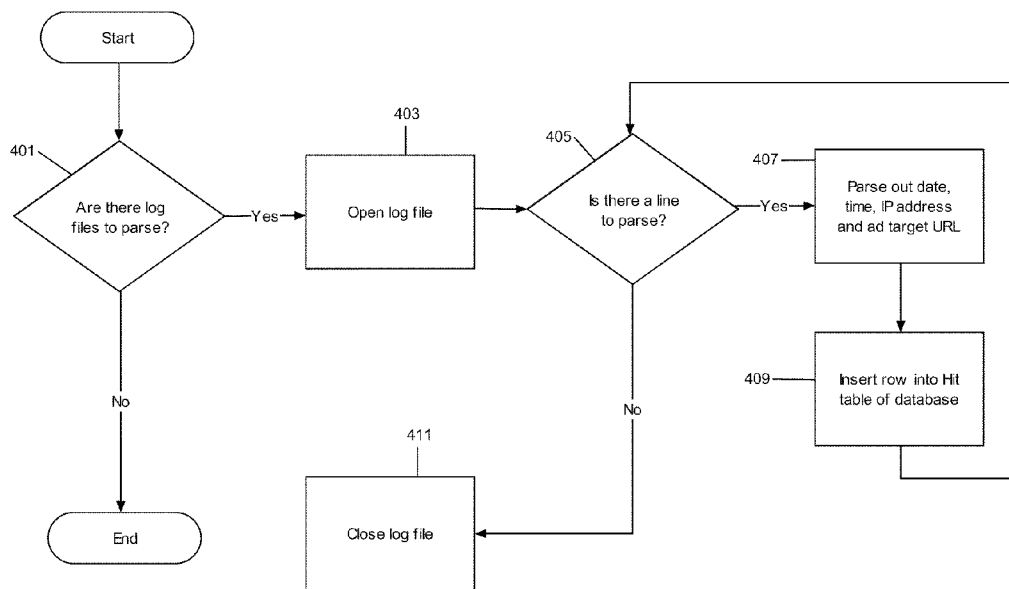 Start
401
Are there log
files to parse?
Yes
403
Open log file
405
Is there a line
to parse?
Yes
407
Parse out date,
time, IP address
and ad target URL
409
Insert row into Hit
table of database
No
No
411
Close log file
End